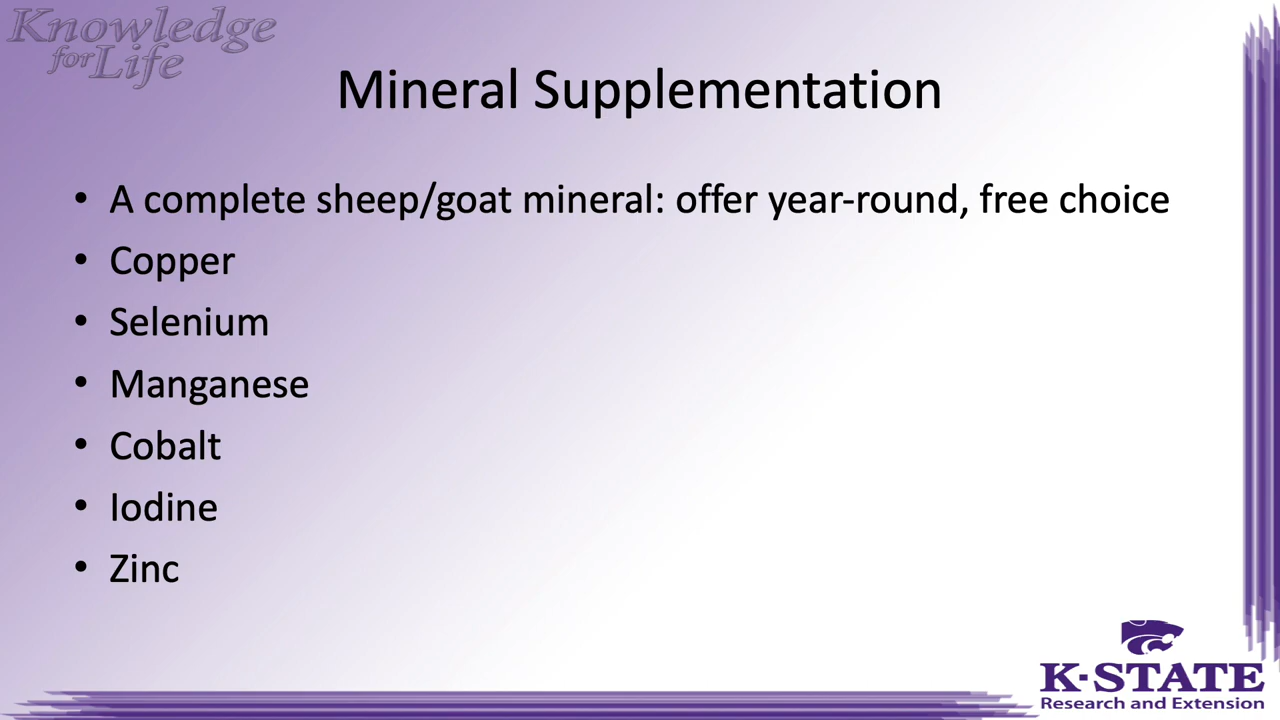 Knowledge
for Life
Mineral Supplementation
• A complete sheep/goat mineral: offer year-round, free choice
• Copper
• Selenium
• Manganese
• Cobalt
• Iodine
• Zinc
K-STATE
Research and Extension